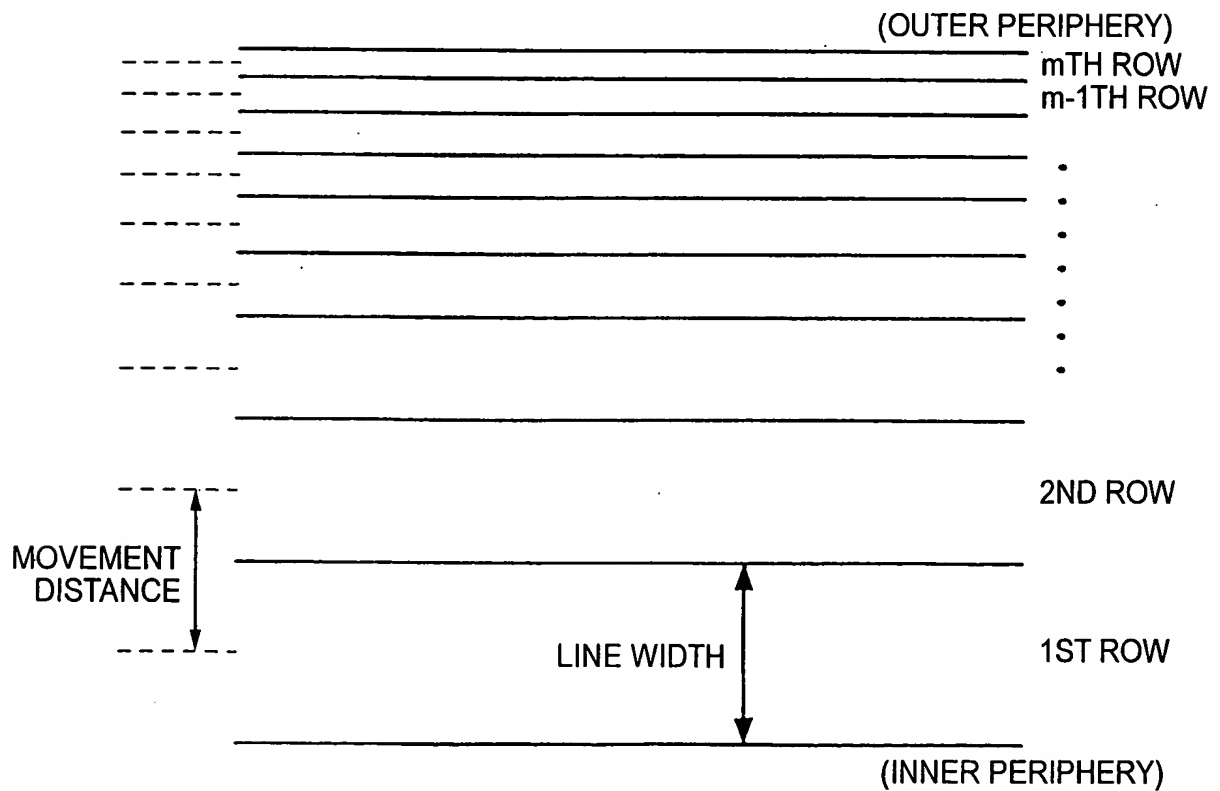 (OUTER PERIPHERY)
mTH ROW
m-1TH ROW
2ND ROW
MOVEMENT
DISTANCE
LINE WIDTH
1ST ROW
(INNER PERIPHERY)